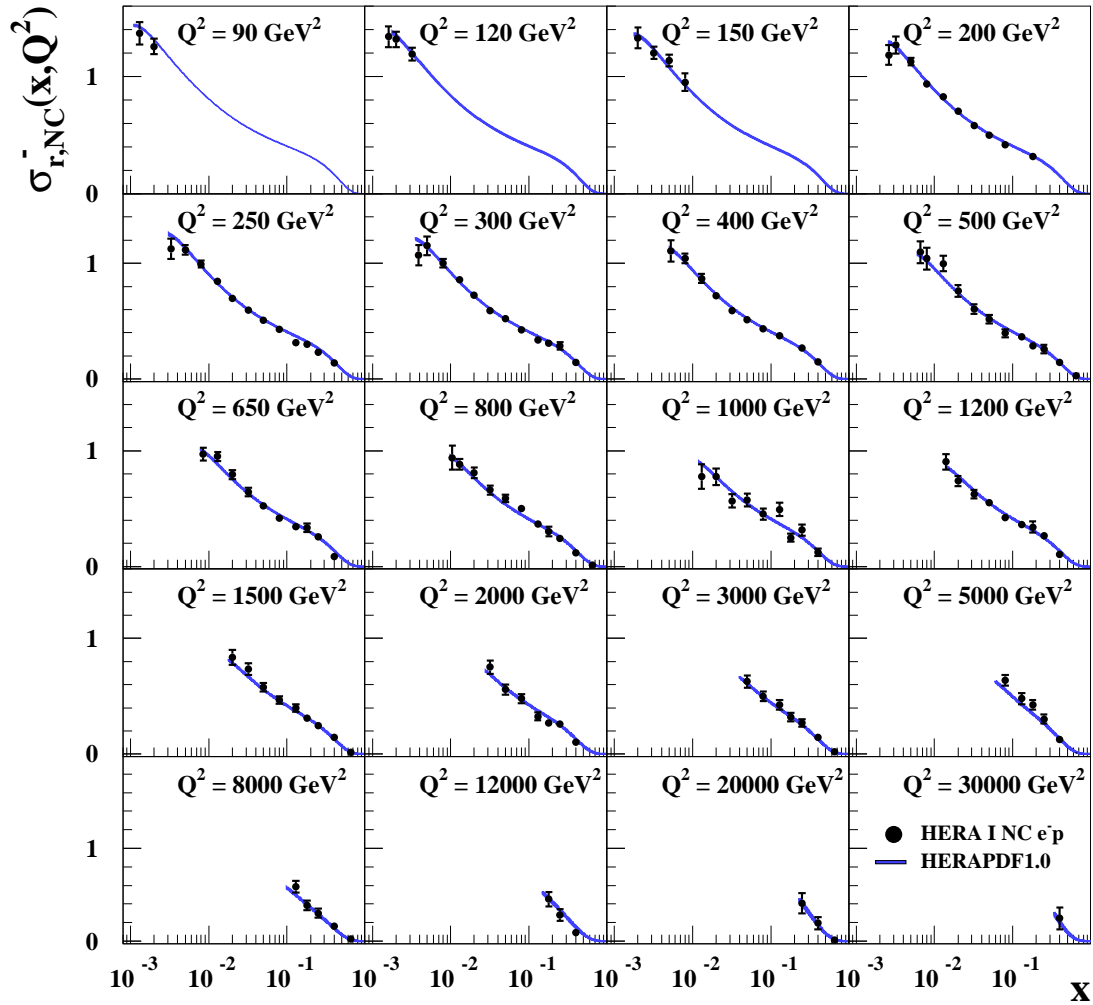 σ⁻r,NC(x,Q²)
Q² = 90 GeV² Q² = 120 GeV² Q² = 150 GeV² Q² = 200 GeV²
1
0
Q² = 250 GeV² Q² = 300 GeV² Q² = 400 GeV² Q² = 500 GeV²
1
0
Q² = 650 GeV² Q² = 800 GeV² Q² = 1000 GeV² Q² = 1200 GeV²
1
0
Q² = 1500 GeV² Q² = 2000 GeV² Q² = 3000 GeV² Q² = 5000 GeV²
1
0
Q² = 8000 GeV² Q² = 12000 GeV² Q² = 20000 GeV² Q² = 30000 GeV²
HERA I NC e⁻p
1 HERAPDF1.0
0
10⁻³ 10⁻² 10⁻¹ 10⁻³ 10⁻² 10⁻¹ 10⁻³ 10⁻² 10⁻¹ 10⁻³ 10⁻² 10⁻¹ 1
x